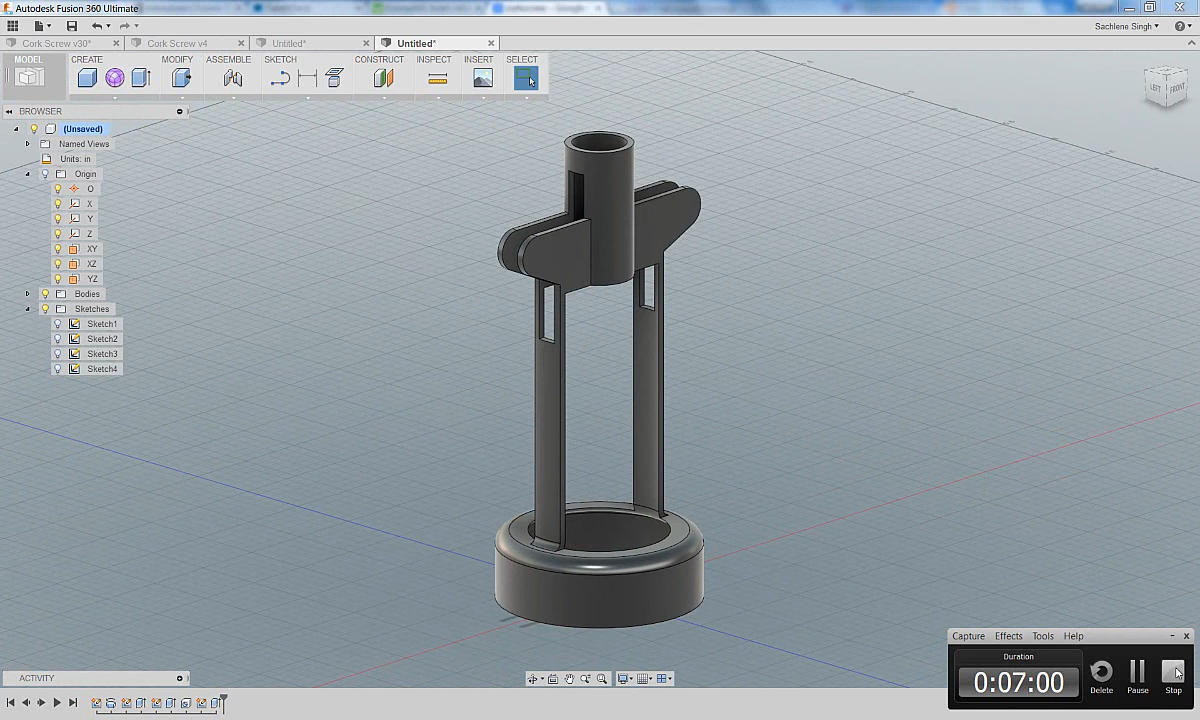 Autodesk Fusion 360 Ultimate
Sachlene Singh
Cork Screw v30* Cork Screw v4 Untitled* Untitled*
MODEL CREATE MODIFY ASSEMBLE SKETCH CONSTRUCT INSPECT INSERT SELECT
LEFT FRONT
BROWSER
(Unsaved)
Named Views
Units: in
Origin
O
X
Y
Z
XY
XZ
YZ
Bodies
Sketches
Sketch1
Sketch2
Sketch3
Sketch4
Capture Effects Tools Help
Duration
0:07:00
Delete Pause Stop
ACTIVITY